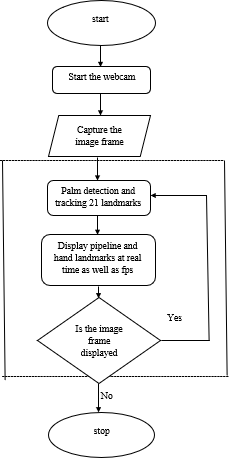 start
Start the webcam
Capture the
image frame
Palm detection and
tracking 21 landmarks
Display pipeline and
hand landmarks at real
time as well as fps
Is the image
frame
displayed
Yes
No
stop